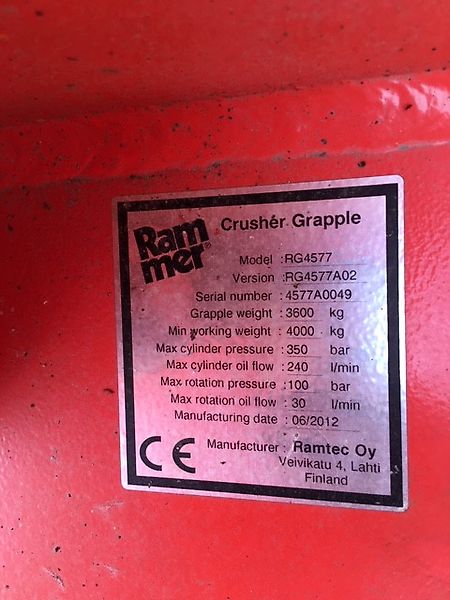 Ram
mer®
Crusher Grapple
Model : RG4577
Version : RG4577A02
Serial number : 4577A0049
Grapple weight : 3600 kg
Min working weight : 4000 kg
Max cylinder pressure : 350 bar
Max cylinder oil flow : 240 l/min
Max rotation pressure : 100 bar
Max rotation oil flow : 30 l/min
Manufacturing date : 06/2012
CE
Manufacturer : Ramtec Oy
Veivikatu 4, Lahti
Finland